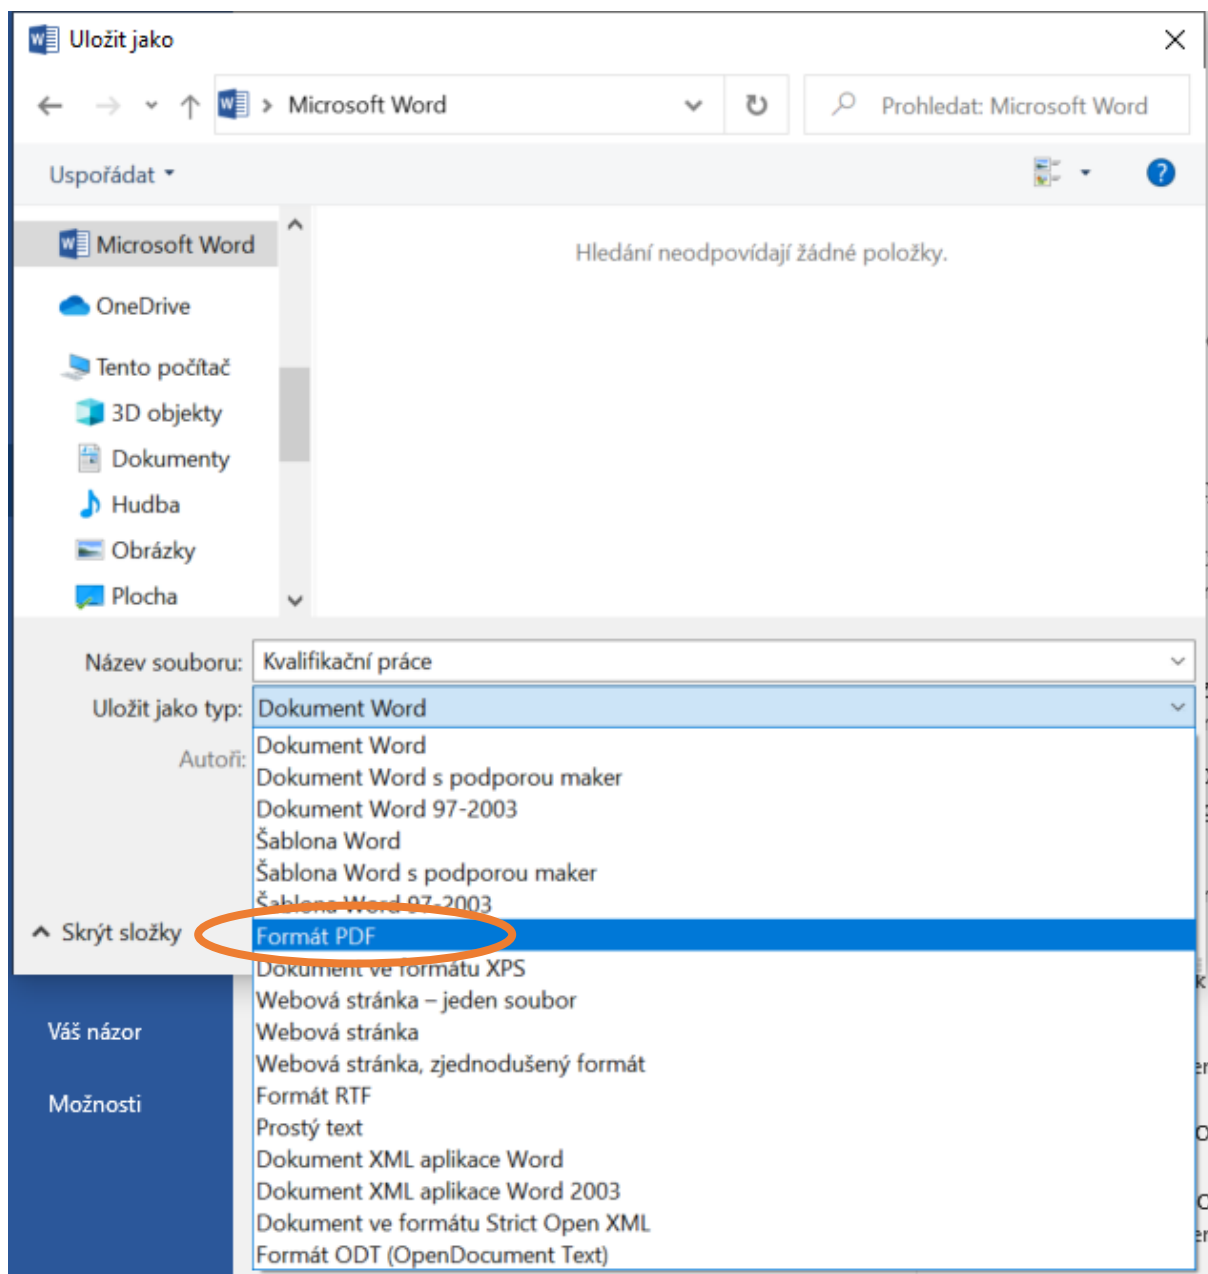 Uložit jako
Microsoft Word
Prohledat: Microsoft Word
Uspořádat
Microsoft Word
Hledání neodpovídají žádné položky.
OneDrive
Tento počítač
3D objekty
Dokumenty
Hudba
Obrázky
Plocha
Název souboru: Kvalifikační práce
Uložit jako typ: Dokument Word
Autoři:
Dokument Word
Dokument Word s podporou maker
Dokument Word 97-2003
Šablona Word
Šablona Word s podporou maker
Šablona Word 97-2003
Skrýt složky
Formát PDF
Dokument ve formátu XPS
Webová stránka – jeden soubor
Webová stránka
Webová stránka, zjednodušený formát
Formát RTF
Prostý text
Dokument XML aplikace Word
Dokument XML aplikace Word 2003
Dokument ve formátu Strict Open XML
Formát ODT (OpenDocument Text)
Váš názor
Možnosti